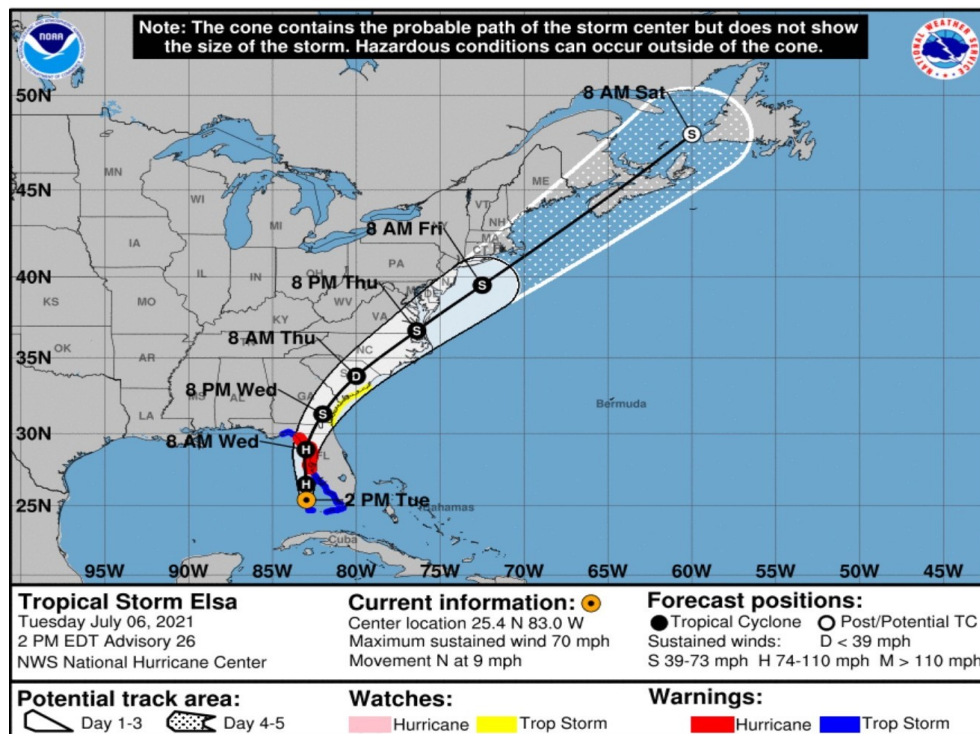 Note: The cone contains the probable path of the storm center but does not show
the size of the storm. Hazardous conditions can occur outside of the cone.
NOAA
NATIONAL WEATHER SERVICE
50N
45N
40N
35N
30N
25N
8 AM Sat
8 AM Fri
8 PM Thu
8 AM Thu
8 PM Wed
8 AM Wed
2 PM Tue
S
S
S
D
S
H
H
MN
WI
MI
IA
IL
IN
OH
PA
NY
VT
NH
ME
MA
CT
NJ
DE
KS
MO
KY
WV
VA
OK
AR
TN
NC
MS
AL
GA
LA
FL
Bermuda
Bahamas
Cuba
95W
90W
85W
80W
75W
70W
65W
60W
55W
50W
45W
Tropical Storm Elsa
Tuesday July 06, 2021
2 PM EDT Advisory 26
NWS National Hurricane Center
Current information:
Center location 25.4 N 83.0 W
Maximum sustained wind 70 mph
Movement N at 9 mph
Forecast positions:
Tropical Cyclone Post/Potential TC
Sustained winds: D < 39 mph
S 39-73 mph H 74-110 mph M > 110 mph
Potential track area:
Day 1-3 Day 4-5
Watches:
Hurricane Trop Storm
Warnings:
Hurricane Trop Storm